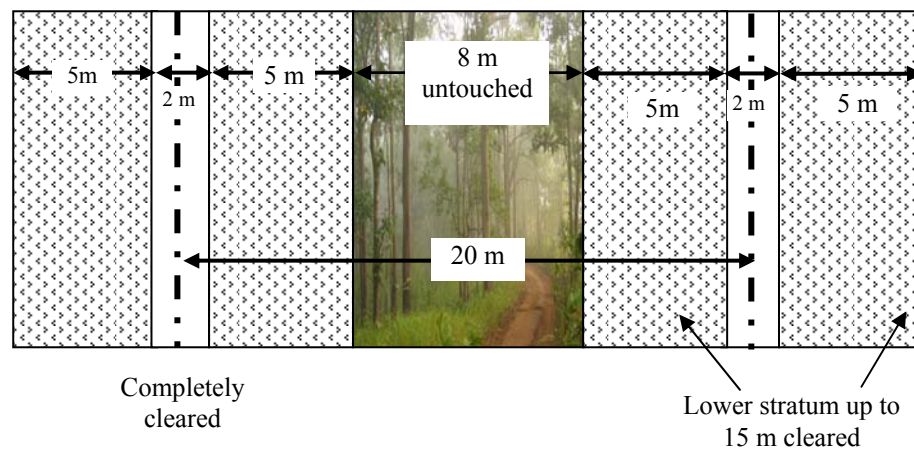 5m
2 m
5 m
8 m
untouched
5m
2 m
5 m
20 m
Completely
cleared
Lower stratum up to
15 m cleared